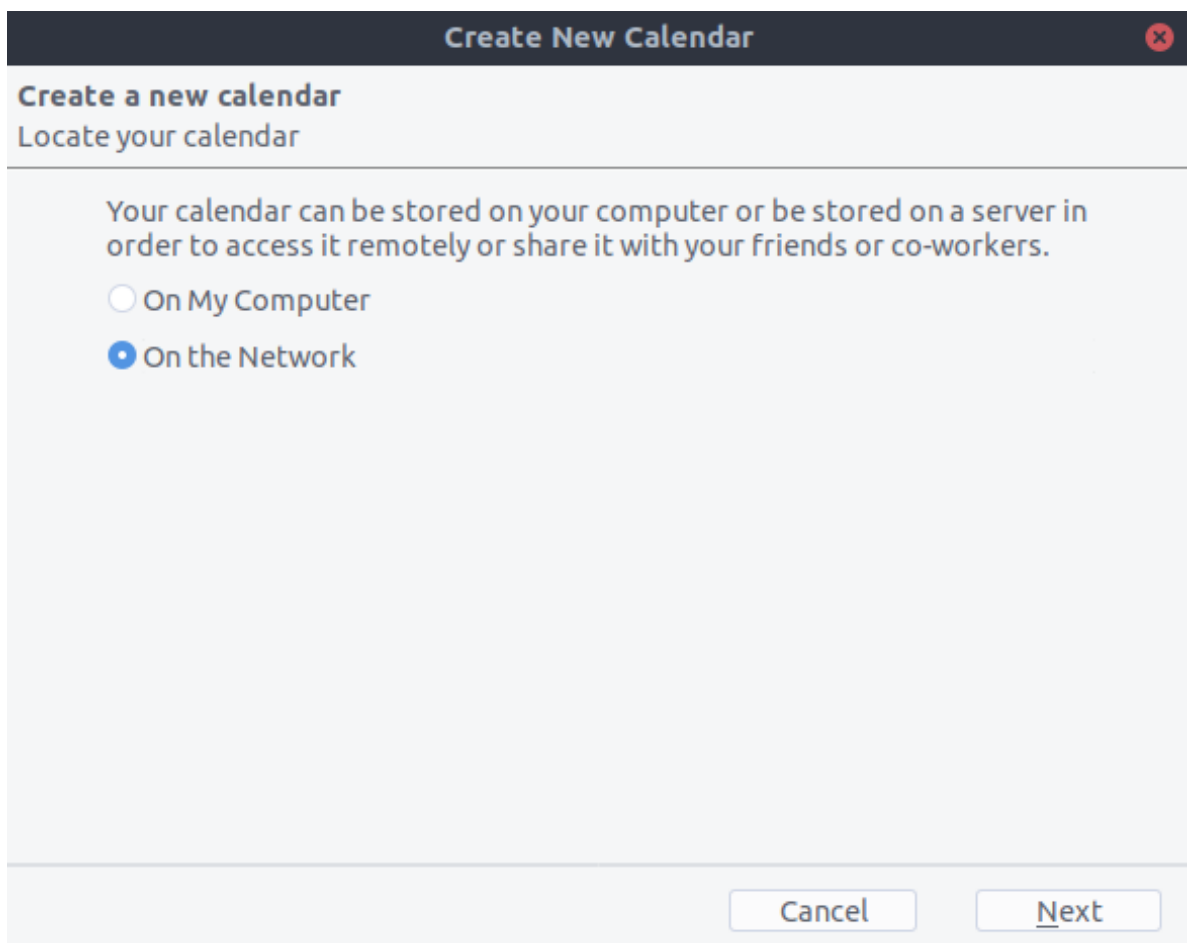 Create New Calendar
Create a new calendar
Locate your calendar
Your calendar can be stored on your computer or be stored on a server in
order to access it remotely or share it with your friends or co-workers.
On My Computer
On the Network
Cancel
Next